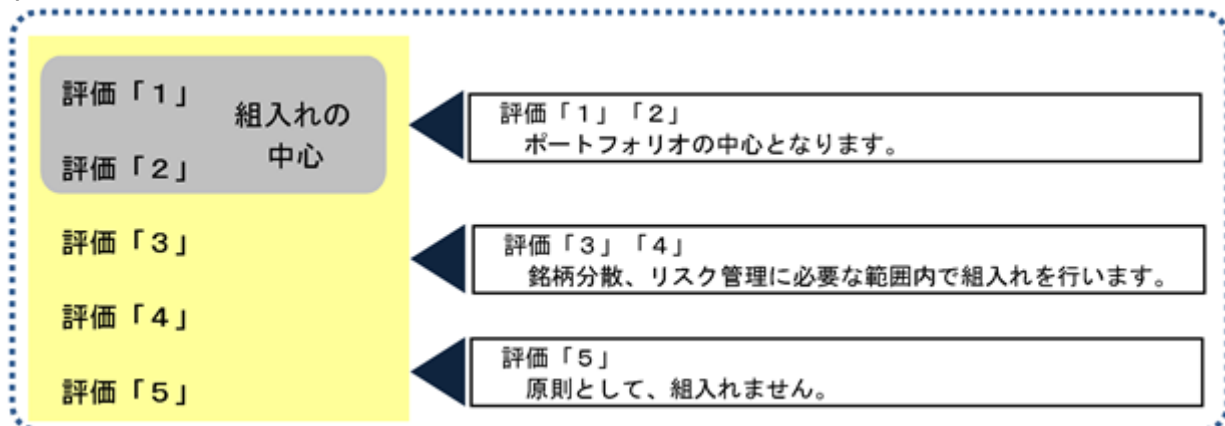 評価「１」
組入れの
中心
評価「２」
評価「３」
評価「４」
評価「５」
評価「１」「２」
ポートフォリオの中心となります。
評価「３」「４」
銘柄分散、リスク管理に必要な範囲内で組入れを行います。
評価「５」
原則として、組入れません。